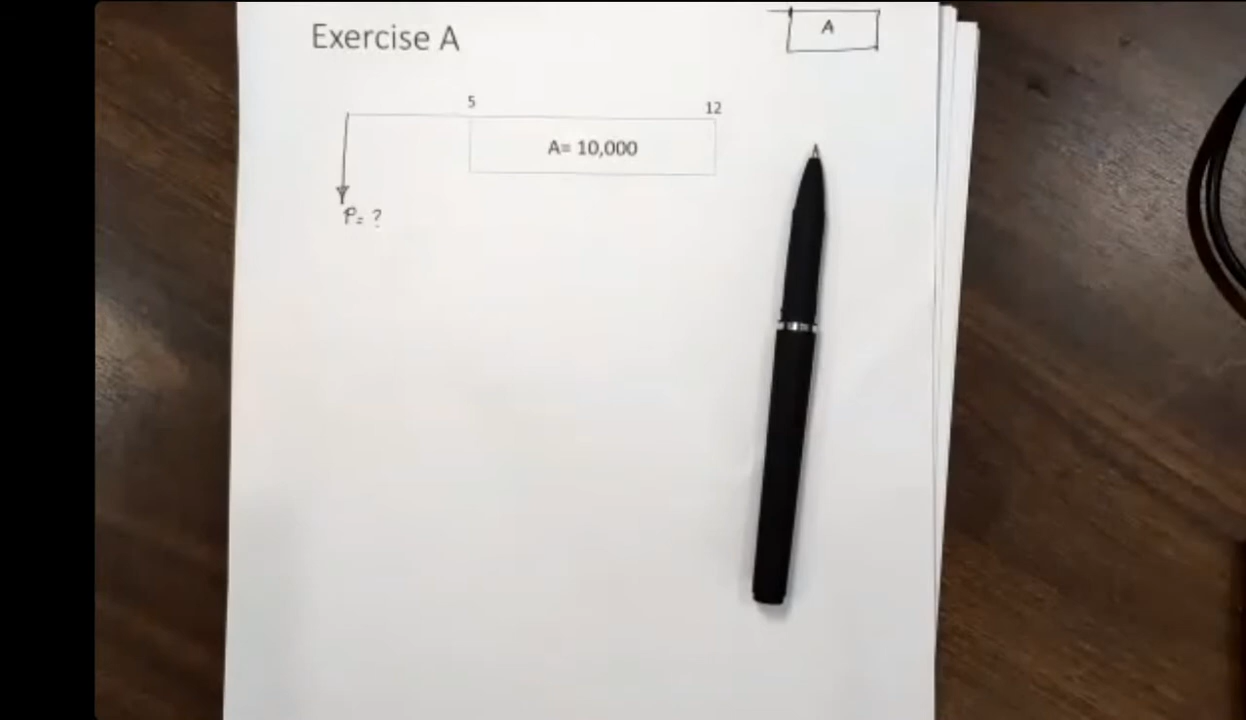 Exercise A
A
5
12
A= 10,000
P= ?